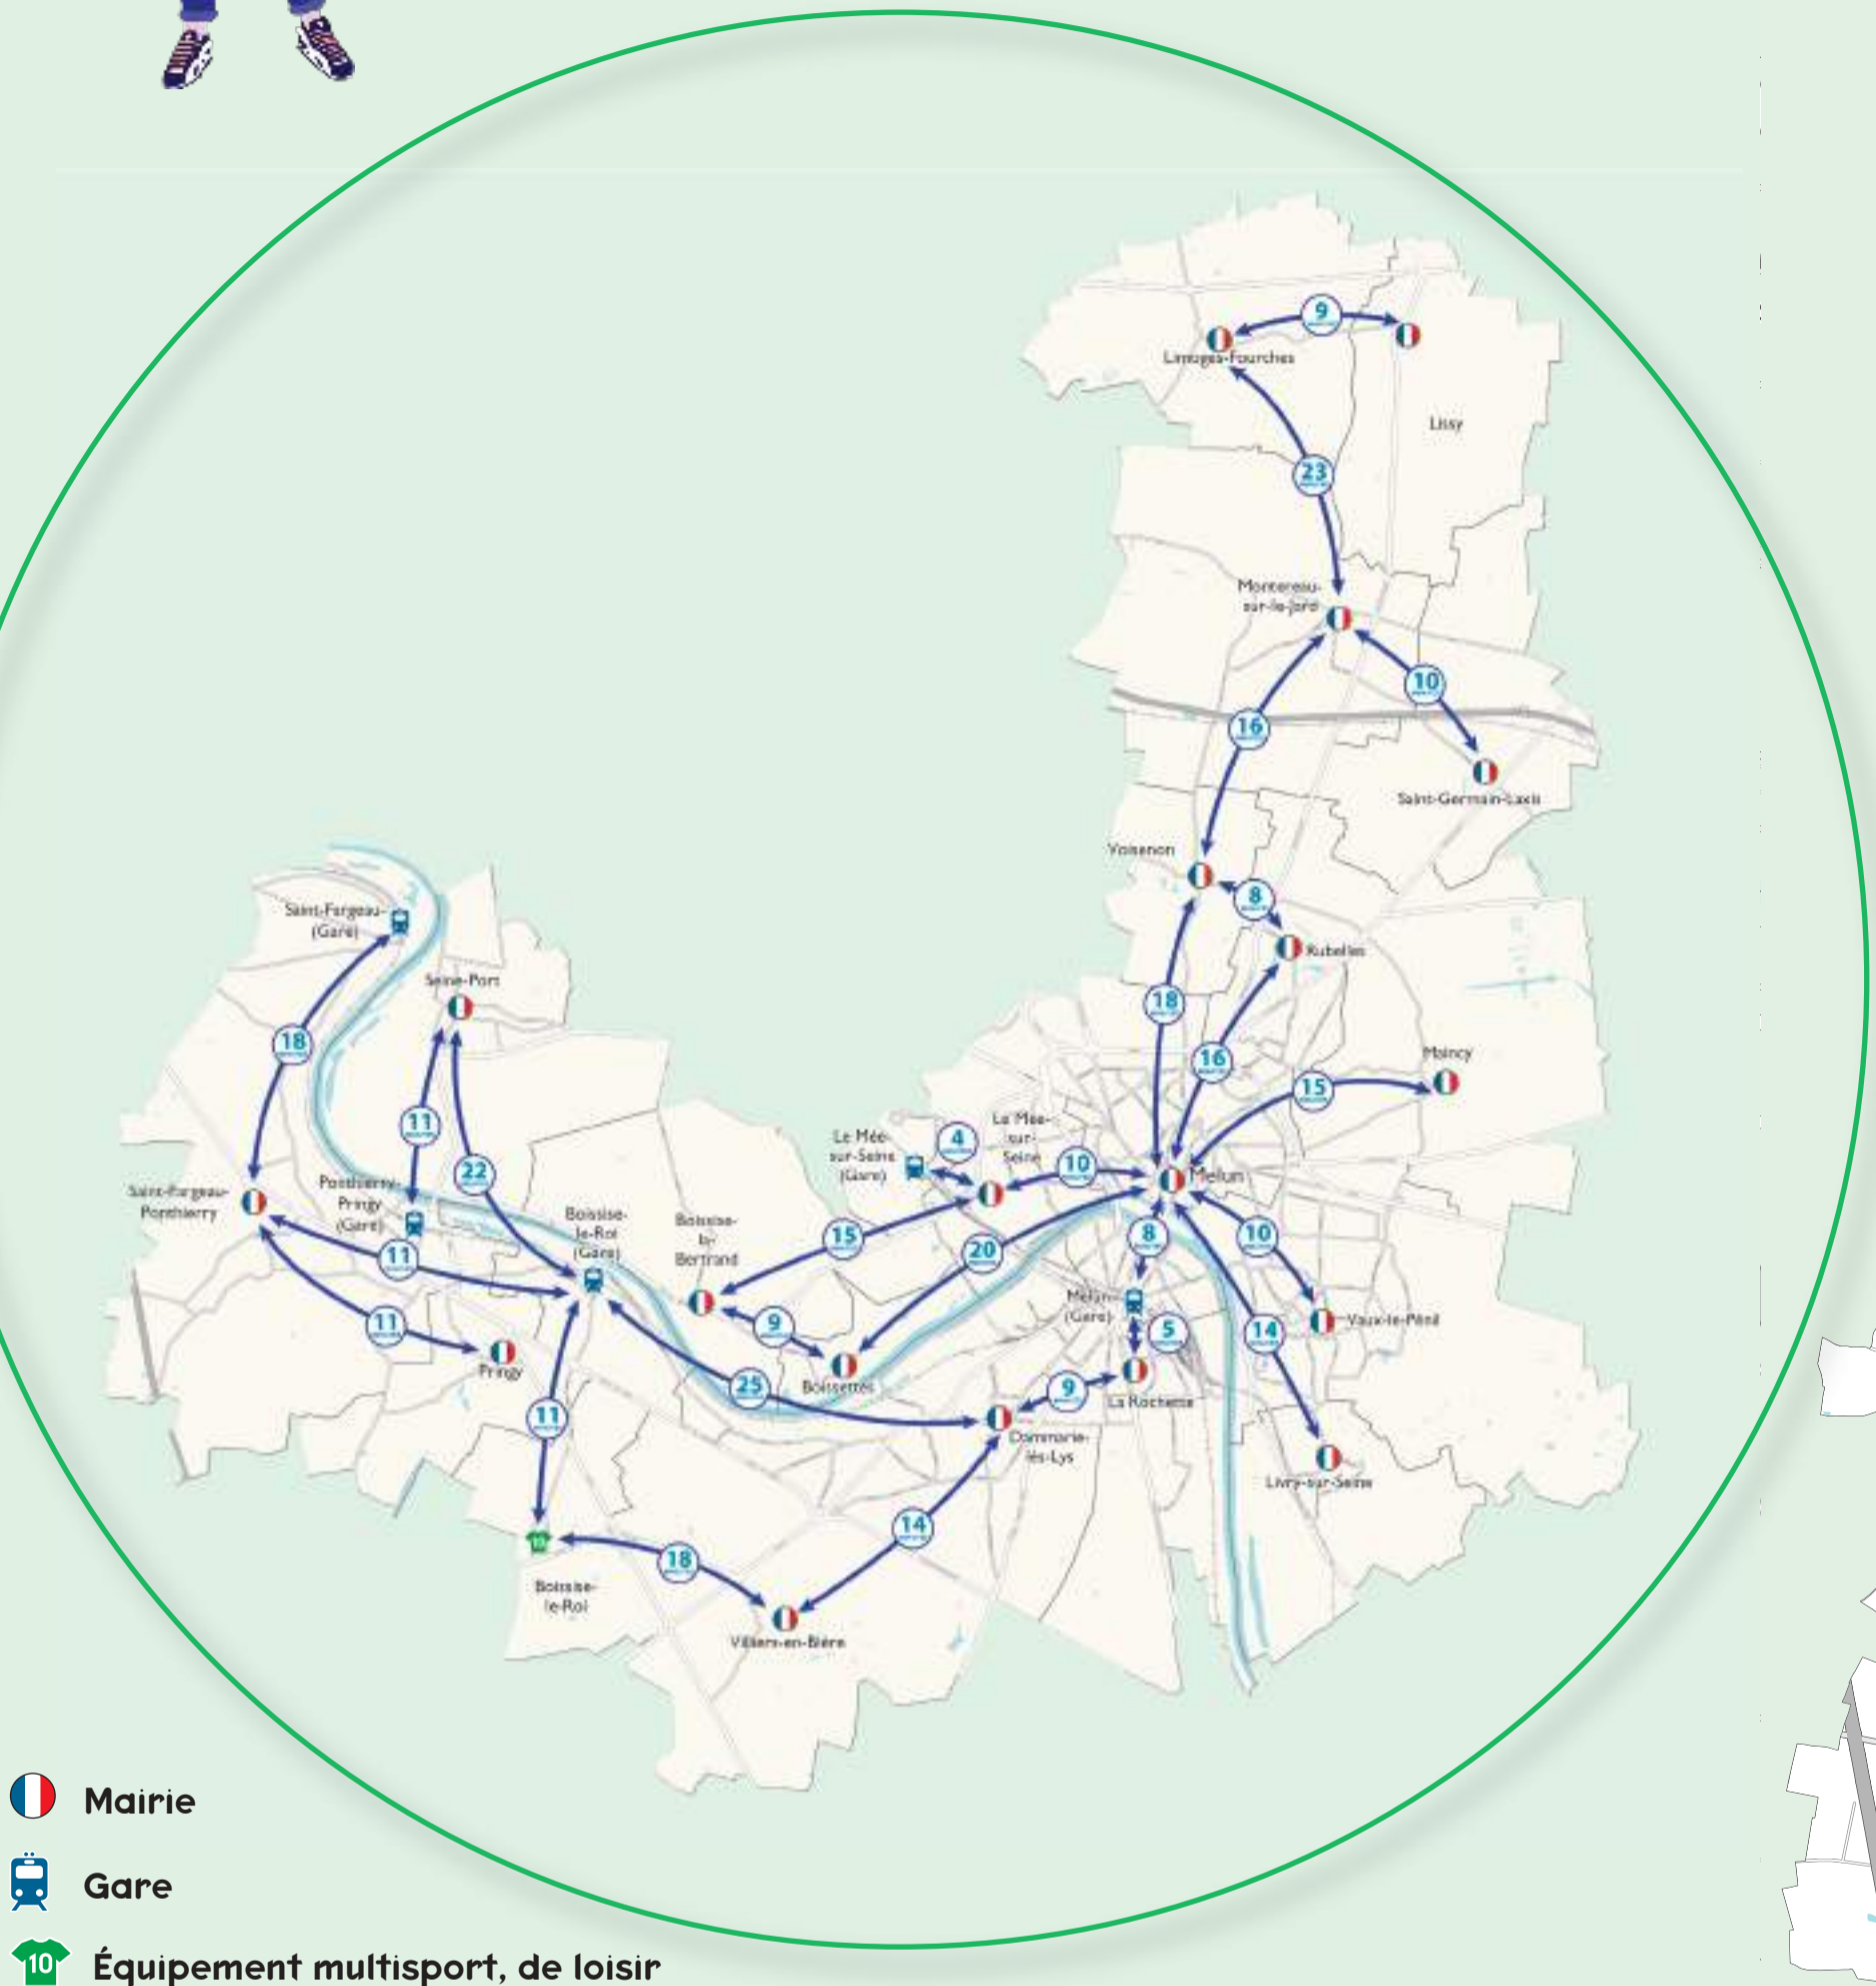 9
Limoges-Fourches
Lissy
23
Montereau-
sur-le-Jard
10
16
Saint-Germain-Laxis
Voisenon
8
Rubelles
Saint-Fargeau-
(Gare)
Seine-Port
18
18
16
Maincy
15
11
Le Mée-
sur-Seine
(Gare)
4
Le Mée-
sur-
Seine
10
Melun
22
Saint-Fargeau-
Ponthierry
Ponthierry-
Pringy
(Gare)
Boissise-
le-Roi
(Gare)
Boissise-
la-
Bertrand
15
20
8
10
11
11
9
Melun
(Gare)
5
14
Vaux-le-Pénil
Pringy
25
Boissettes
9
La Rochette
11
Dammarie-
lès-Lys
Livry-sur-Seine
14
10
18
Boissise-
le-Roi
Villiers-en-Bière
Mairie
Gare
10
Équipement multisport, de loisir